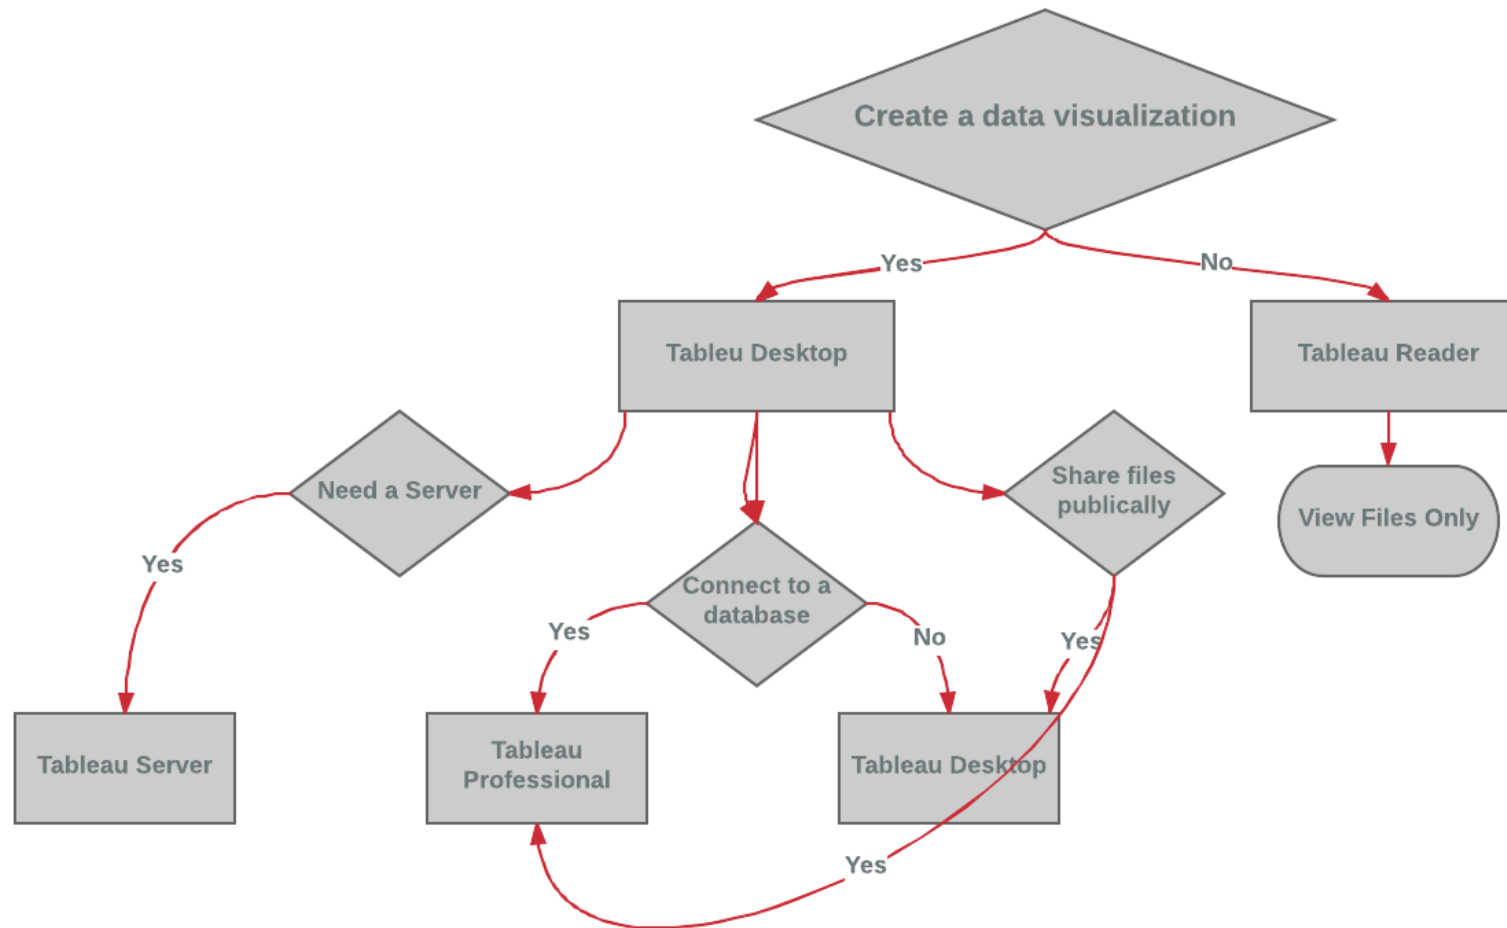 Create a data visualization
Yes
No
Tableu Desktop
Tableau Reader
Need a Server
Share files
publically
View Files Only
Connect to a
database
Yes
Yes
No
Yes
Tableau Server
Tableau
Professional
Tableau Desktop
Yes